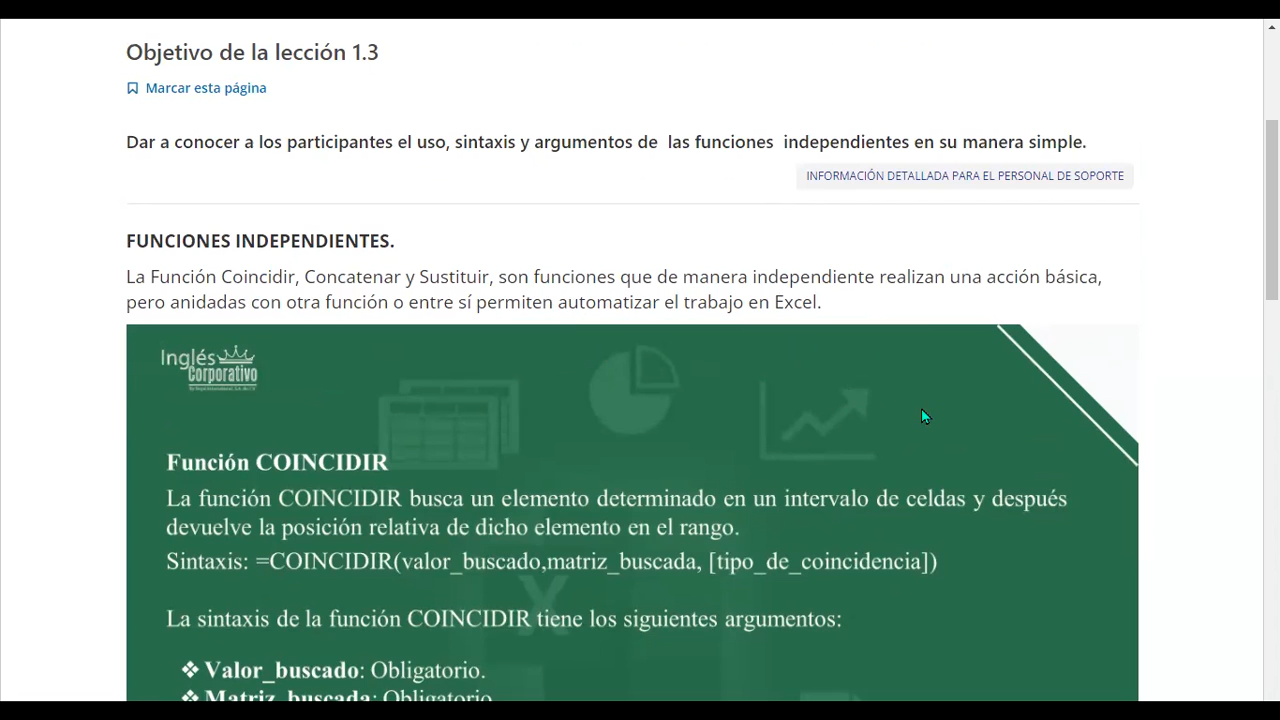 Objetivo de la lección 1.3
Marcar esta página
Dar a conocer a los participantes el uso, sintaxis y argumentos de las funciones independientes en su manera simple.
INFORMACIÓN DETALLADA PARA EL PERSONAL DE SOPORTE
FUNCIONES INDEPENDIENTES.
La Función Coincidir, Concatenar y Sustituir, son funciones que de manera independiente realizan una acción básica,
pero anidadas con otra función o entre sí permiten automatizar el trabajo en Excel.
Inglés
Corporativo
Función COINCIDIR
La función COINCIDIR busca un elemento determinado en un intervalo de celdas y después
devuelve la posición relativa de dicho elemento en el rango.
Sintaxis: =COINCIDIR(valor_buscado,matriz_buscada, [tipo_de_coincidencia])
La sintaxis de la función COINCIDIR tiene los siguientes argumentos:
❖ Valor_buscado: Obligatorio.
❖ Matriz_buscada: Obligatorio.